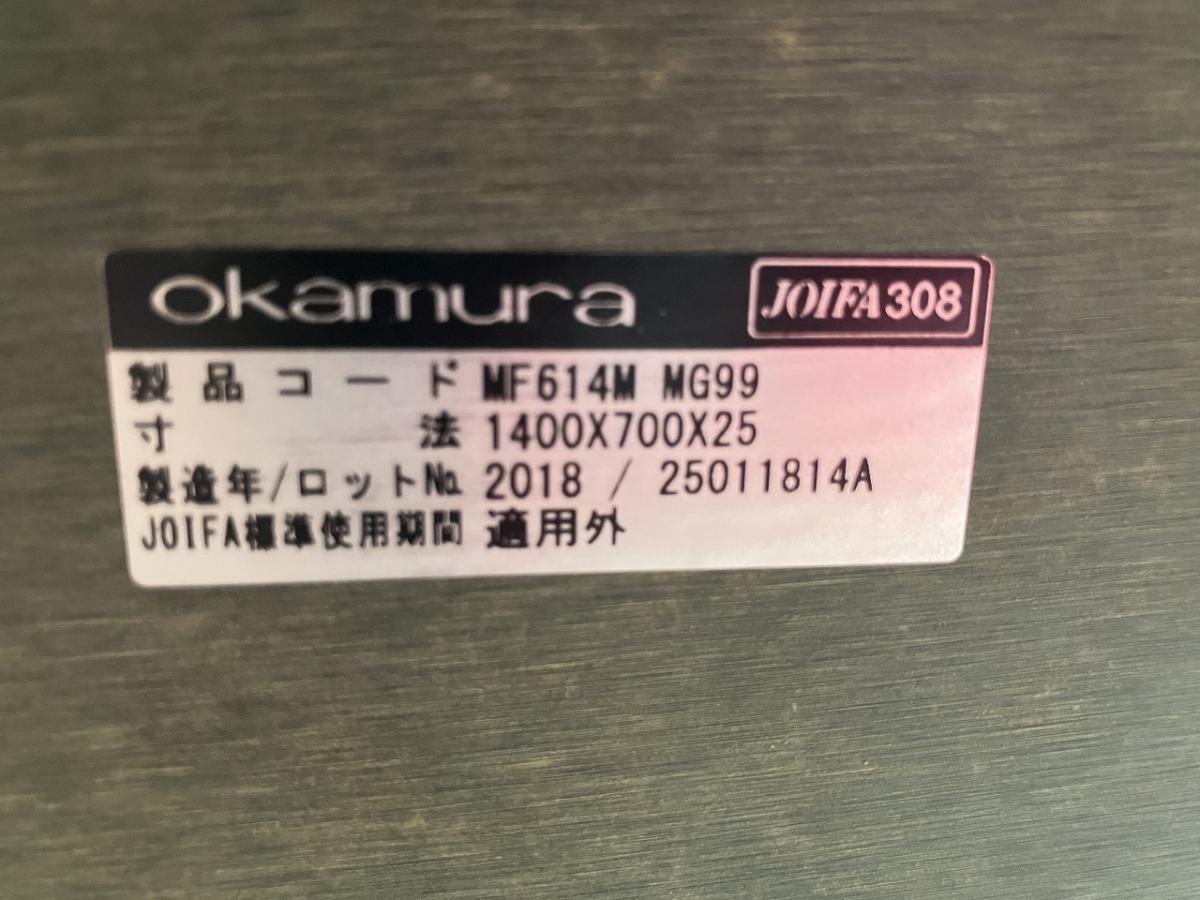 okamura JOIFA308
製品コード MF614M MG99
寸法 1400X700X25
製造年/ロット№ 2018 / 25011814A
JOIFA標準使用期間 適用外